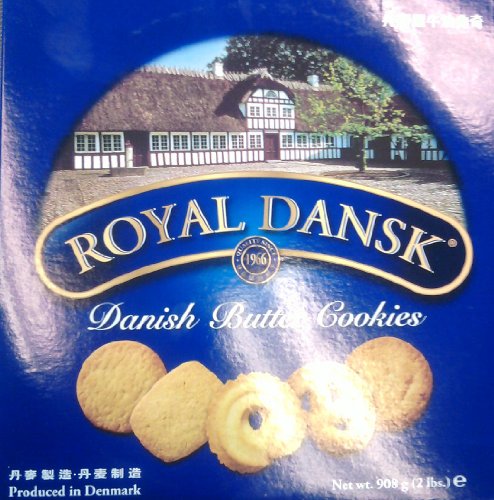 ROYAL DANSK®
QUALITY SINCE
1966
Danish Butter Cookies
丹麥製造·丹麦制造
Produced in Denmark
Net wt. 908 g (2 lbs.) e